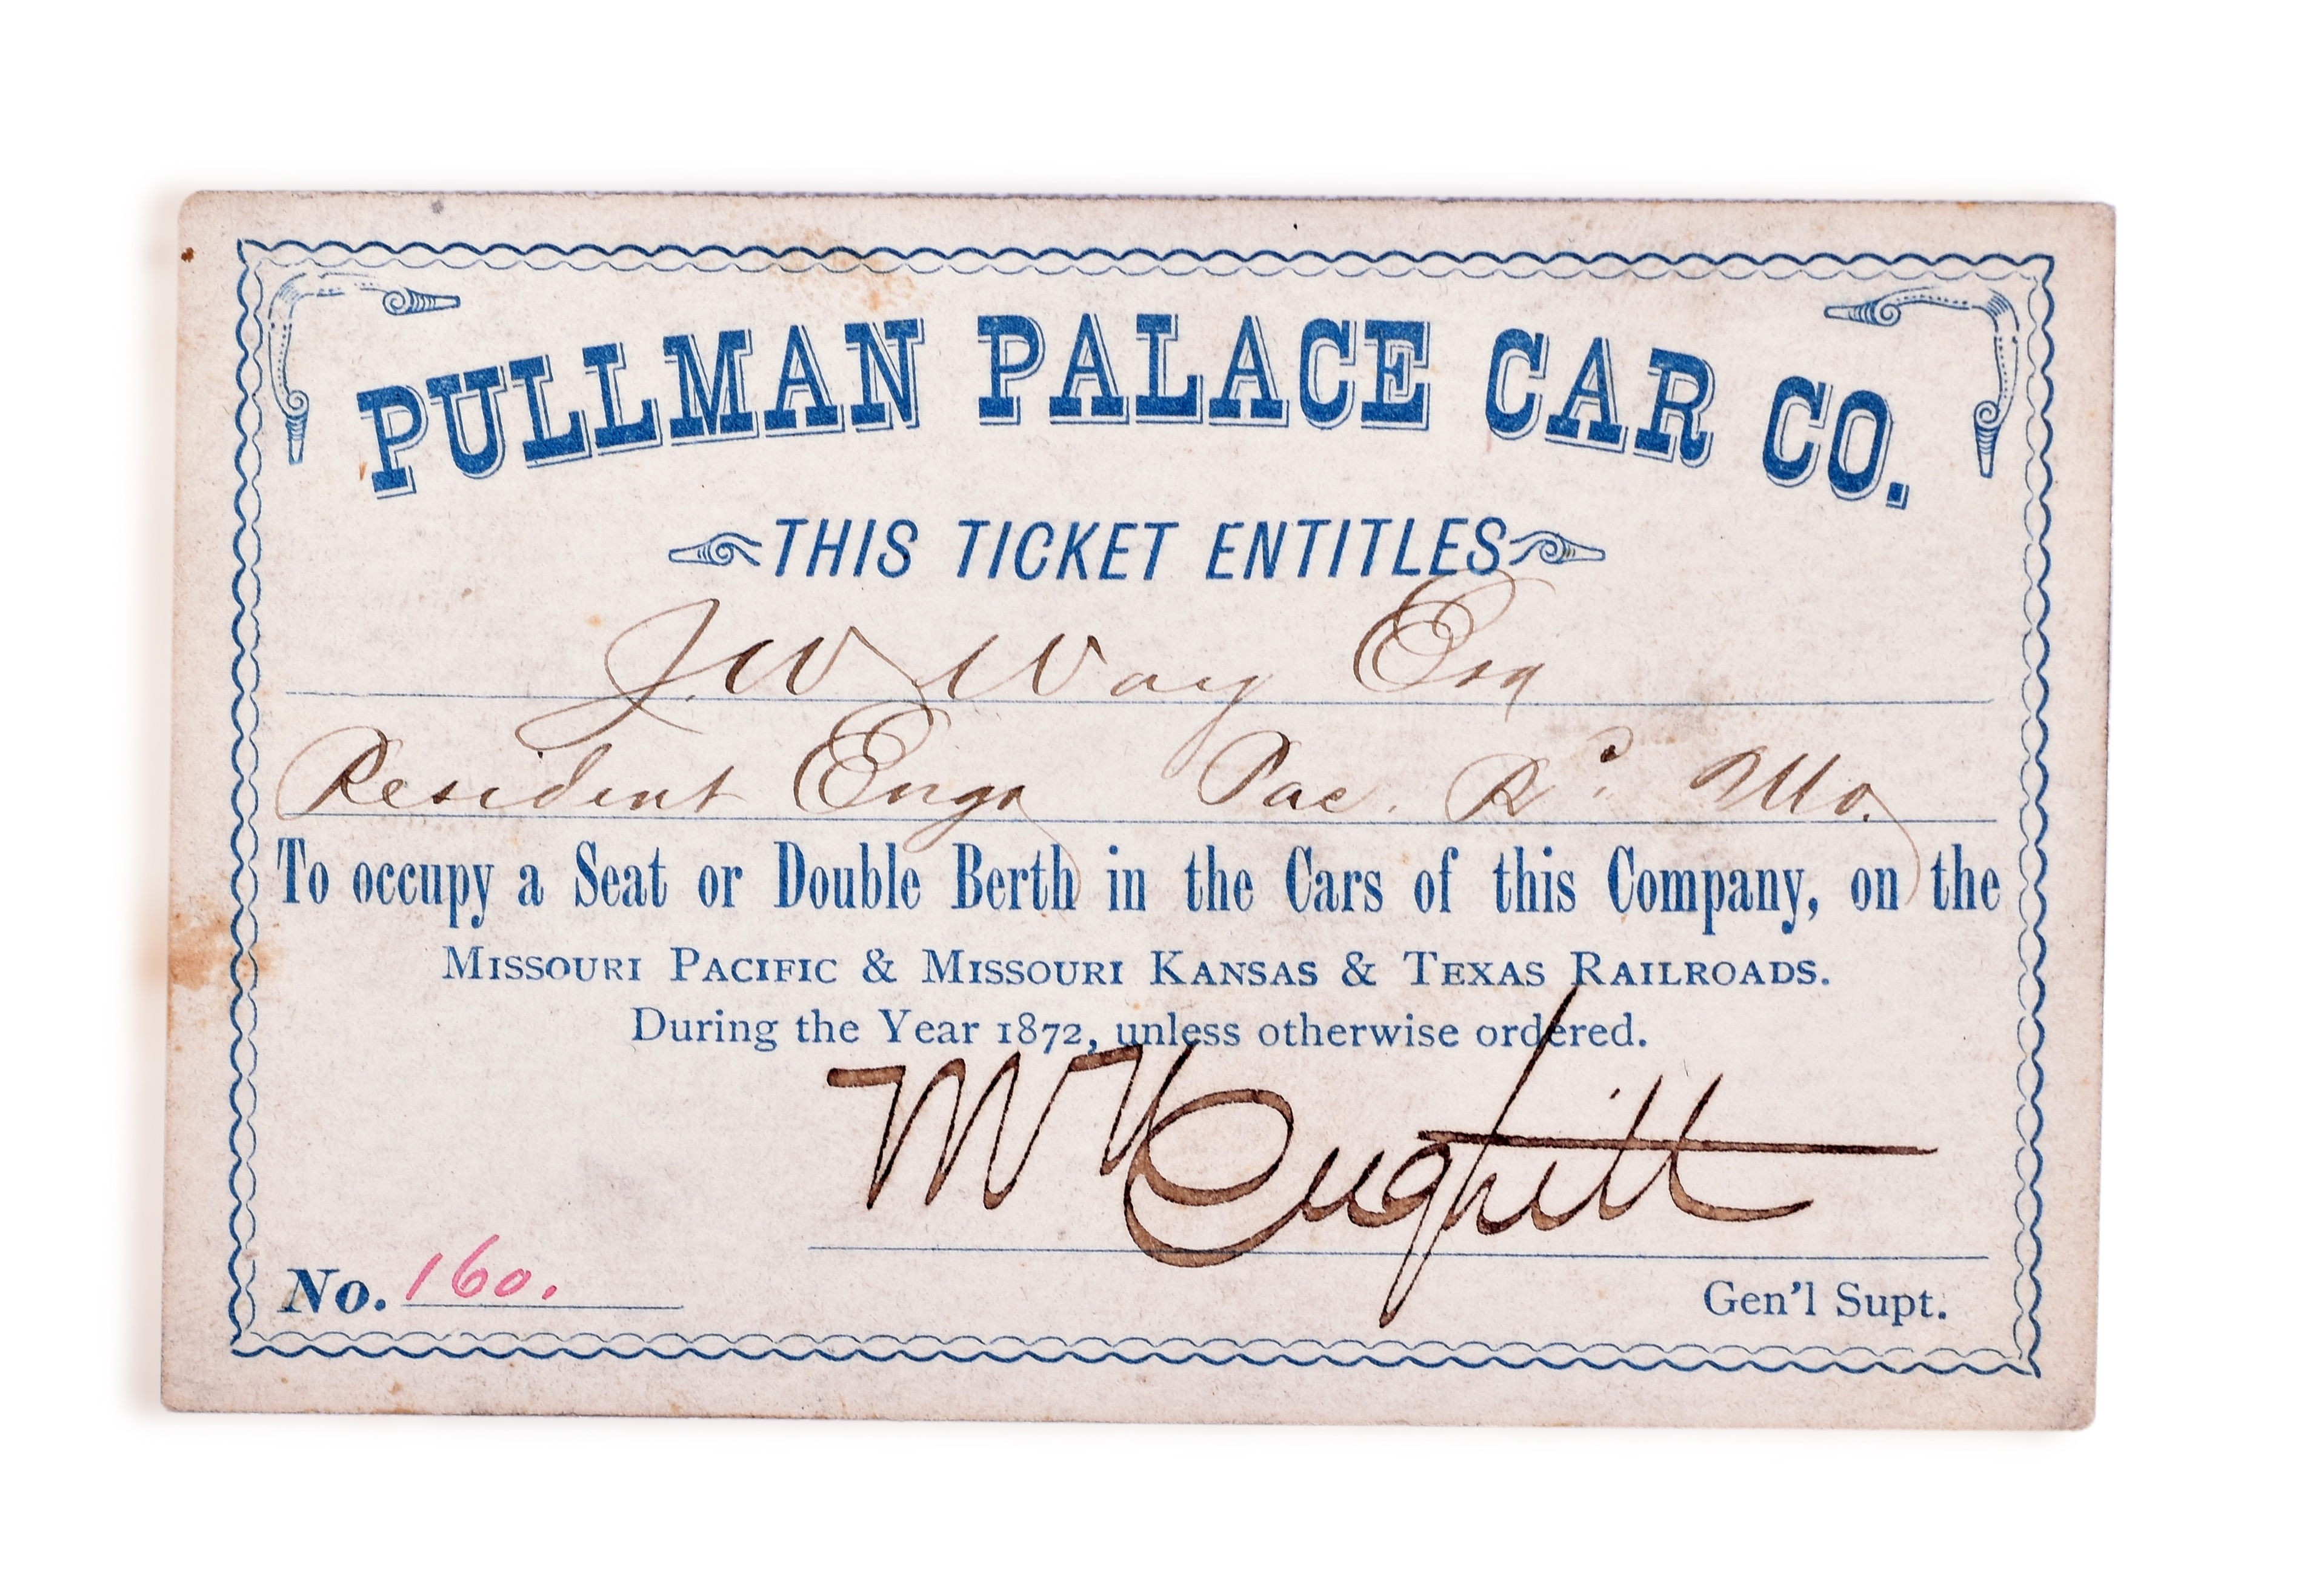 PULLMAN PALACE CAR CO.
THIS TICKET ENTITLES
J. W. Way Esq
Resident Engr Pac. Rd. Mo.
To occupy a Seat or Double Berth in the Cars of this Company, on the
MISSOURI PACIFIC & MISSOURI KANSAS & TEXAS RAILROADS.
During the Year 1872, unless otherwise ordered.
No. 160.
Gen'l Supt.